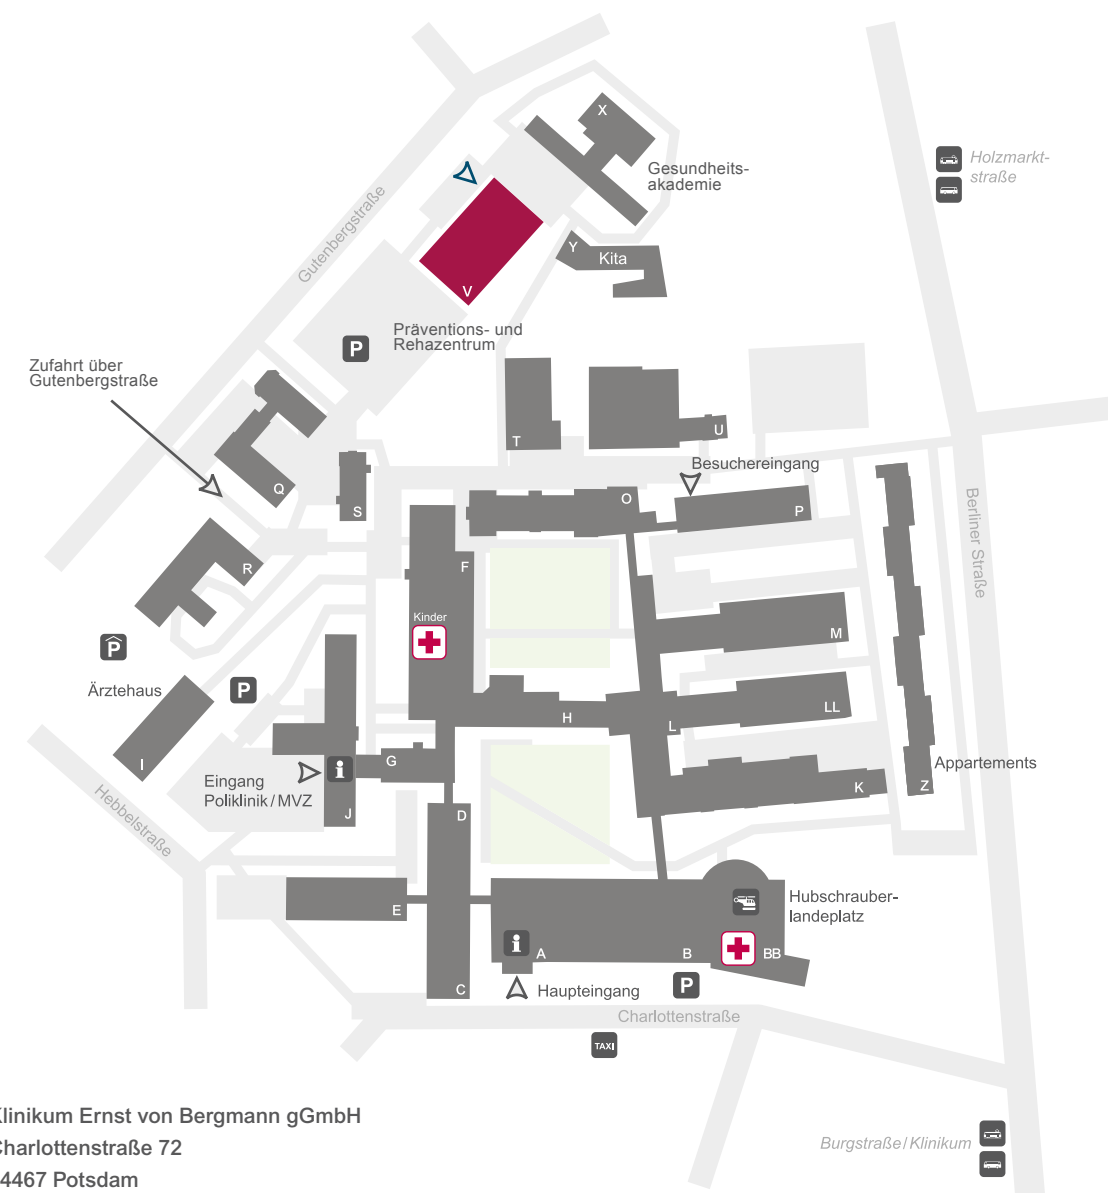 X
Gesundheits-
akademie
Holzmarkt-
straße
Gutenbergstraße
Y
Kita
V
Präventions- und
Rehazentrum
P
Zufahrt über
Gutenbergstraße
T
U
Besuchereingang
Q
S
O
P
Berliner Straße
F
R
Kinder
M
P
Ärztehaus
P
LL
H
L
I
G
Eingang
Poliklinik / MVZ
i
J
K
Z
Appartements
Hebbelstraße
D
E
Hubschrauber-
landeplatz
i
A
B
BB
C
Haupteingang
P
Charlottenstraße
TAXI
linikum Ernst von Bergmann gGmbH
harlottenstraße 72
4467 Potsdam
Burgstraße / Klinikum